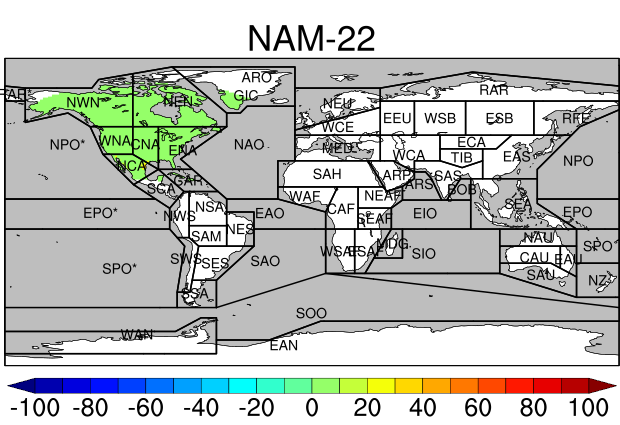 NAM-22
ARO
GIC
NWN
NEN
RAR
NEU
RFE
EEU
WSB
ESB
WCE
NPO*
WNA
CNA
ENA
NAO
MED
ECA
WCA
TIB
EAS
NPO
NCA
SCA
CAR
SAH
ARP
ARS
SAS
BOB
WAF
NEAF
CAF
SEAF
EPO*
NWS
NSA
EAO
EIO
SEA
EPO
SAM
NES
NAU
SPO
WSAF
ESAF
MDG
SIO
CAU
EAU
SPO*
SWS
SES
SAO
SAU
NZ
SSA
SOO
WAN
EAN
-100 -80 -60 -40 -20 0 20 40 60 80 100